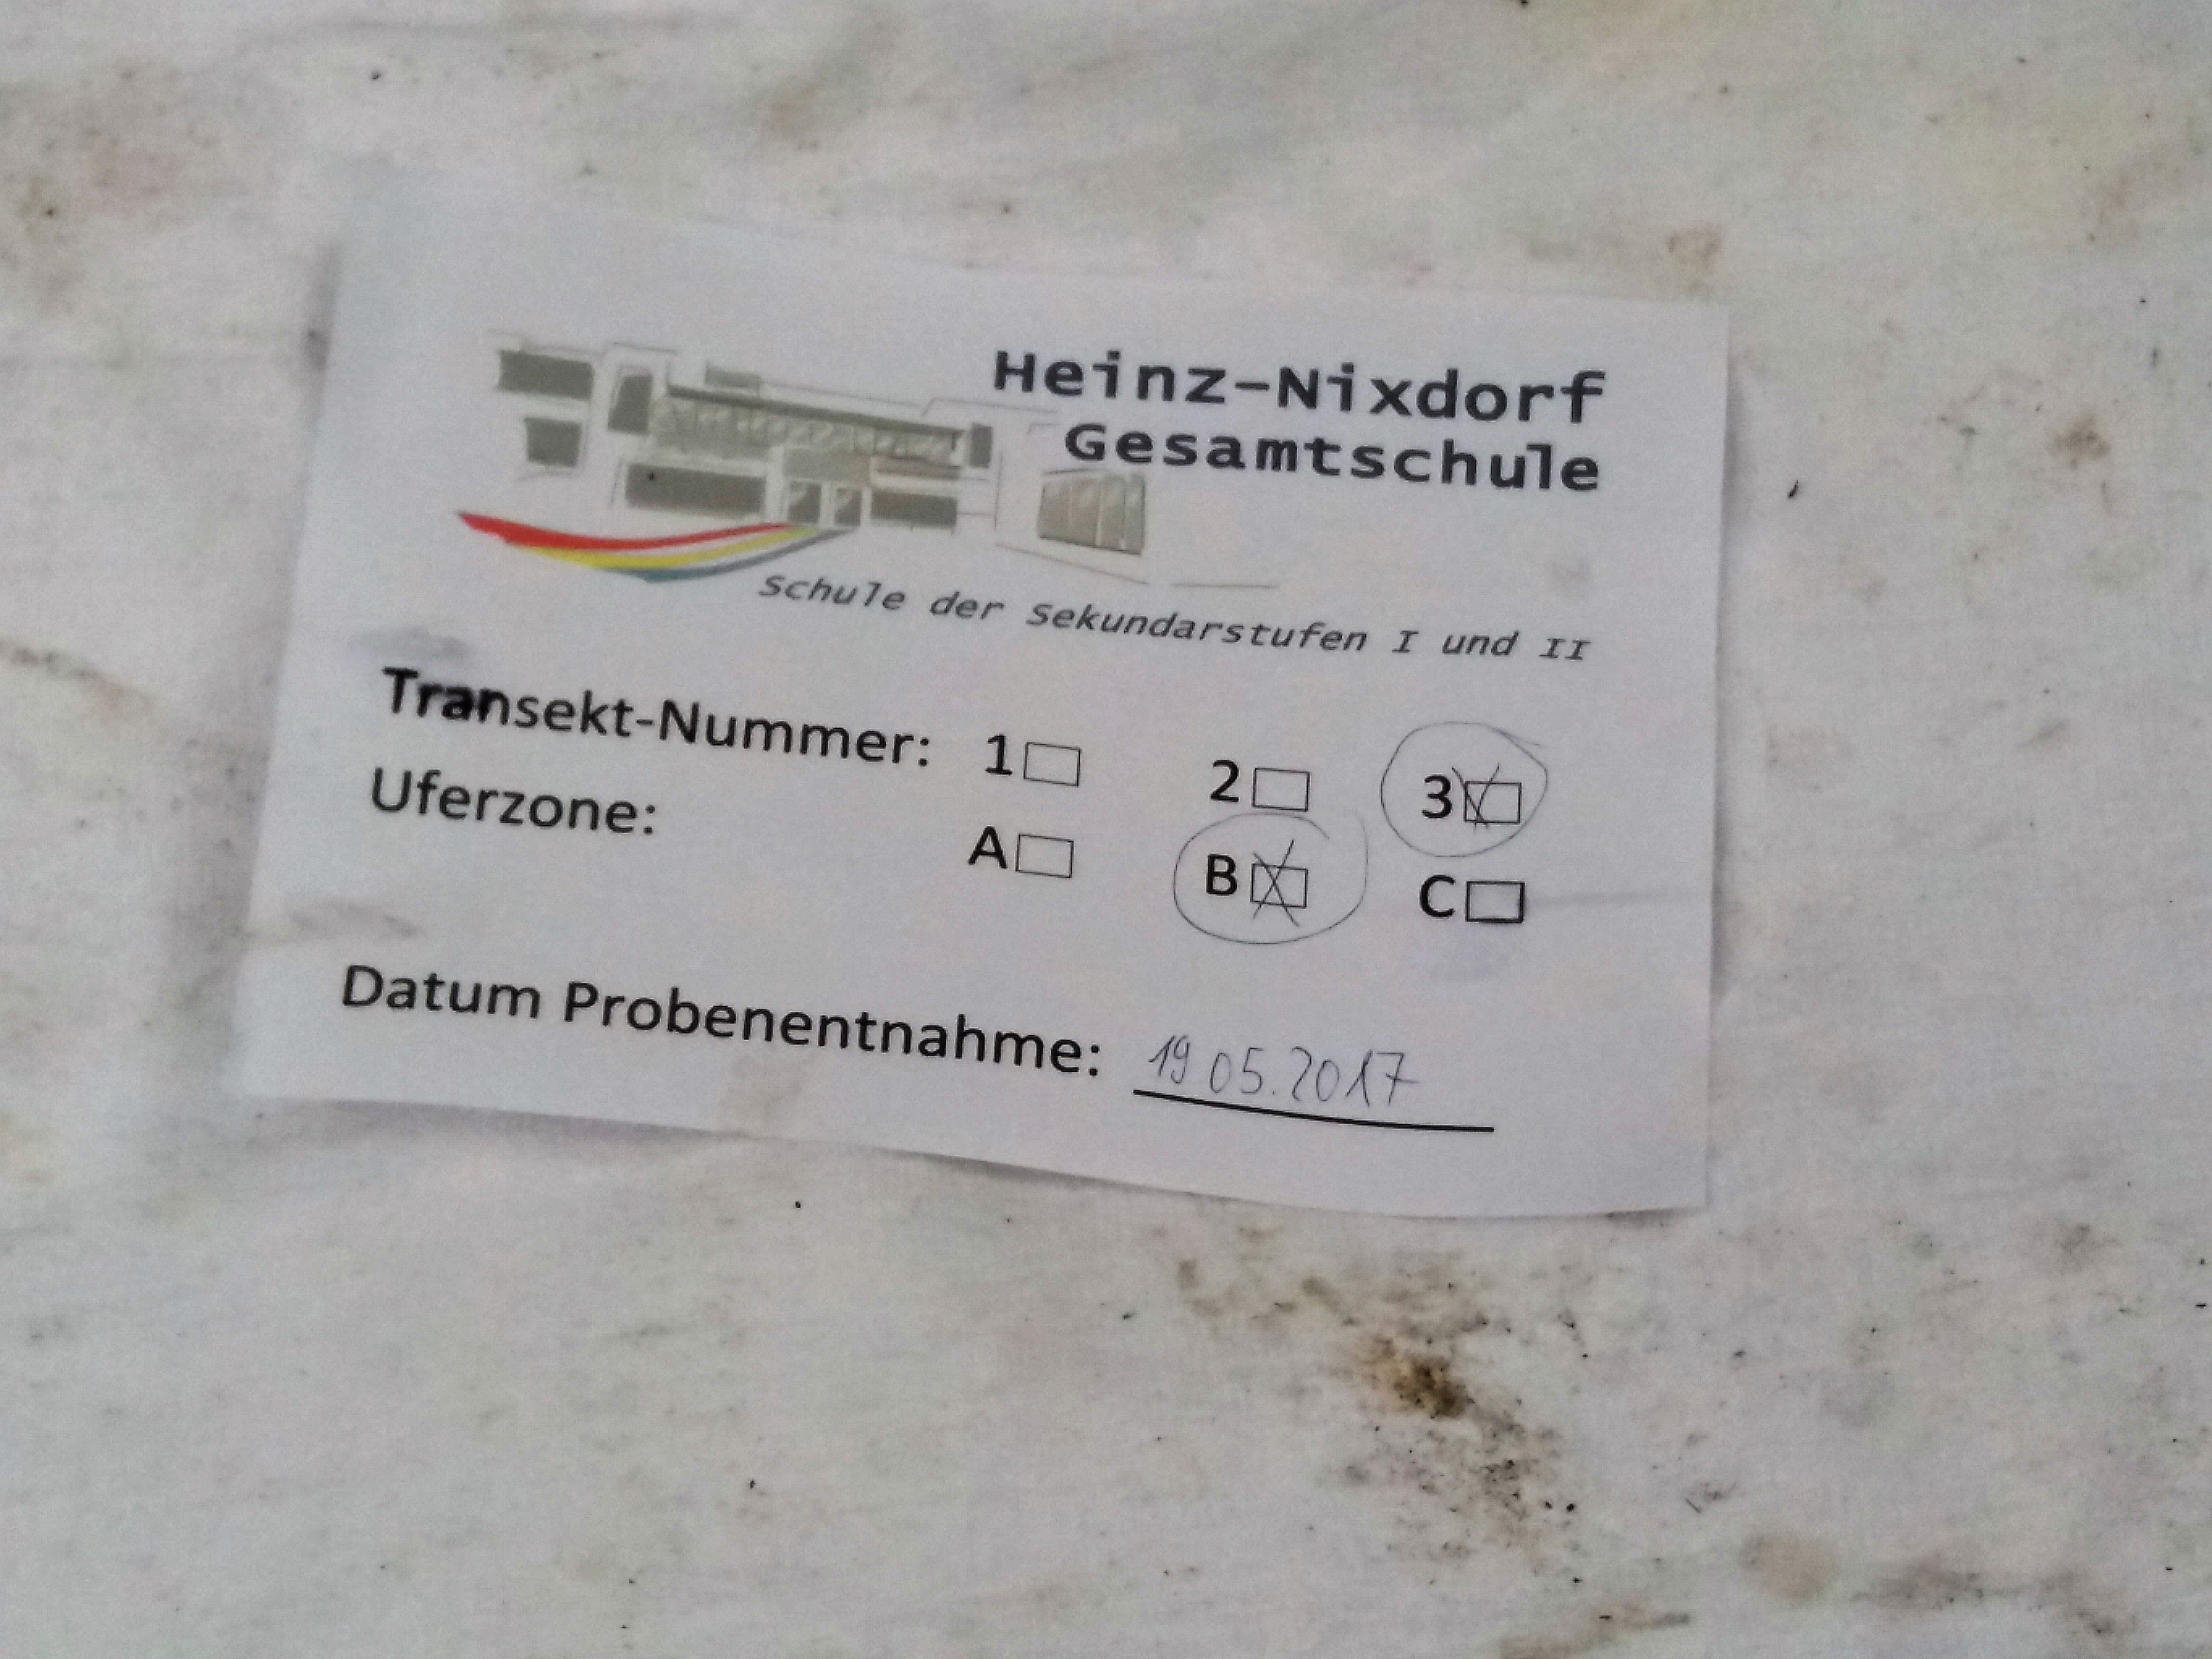 Heinz-Nixdorf
Gesamtschule
Schule der Sekundarstufen I und II
Transekt-Nummer: 1 ☐ 2 ☐ 3 ☒
Uferzone: A ☐ B ☒ C ☐
Datum Probenentnahme: 19 05.2017